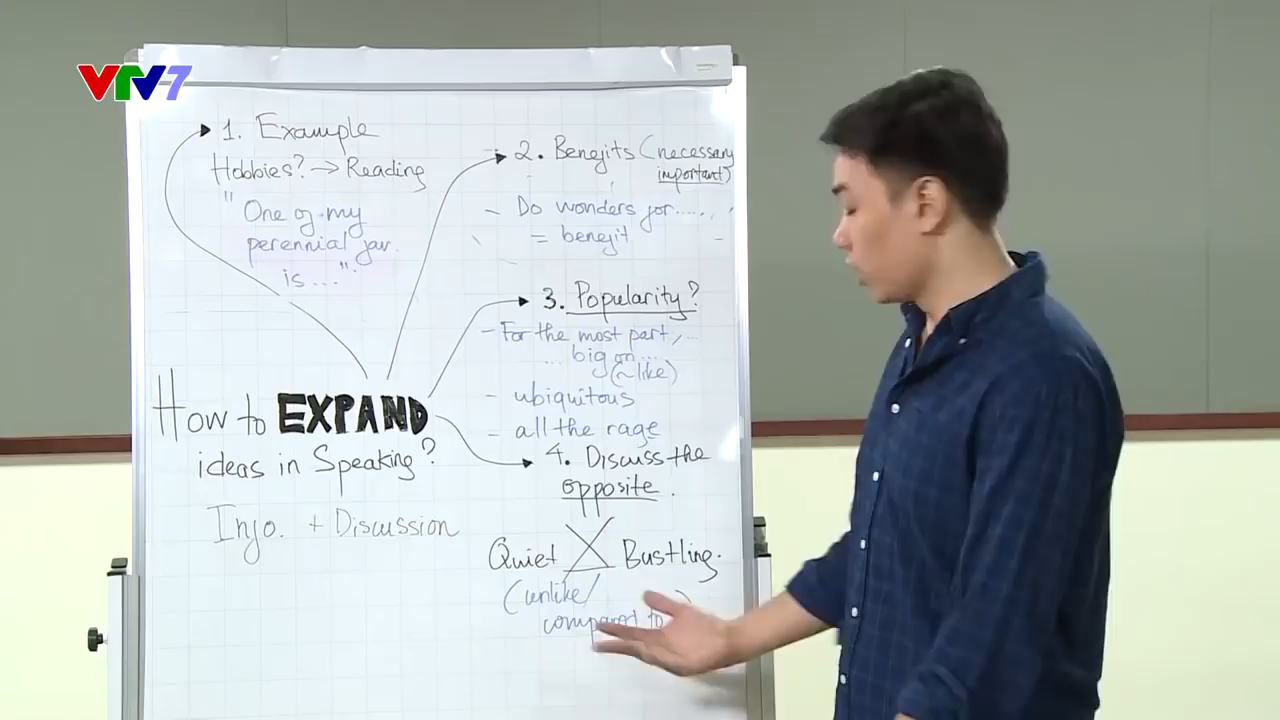 VTV7
1. Example
Hobbies? → Reading
"One of my
perennial fav.
is..."
2. Benefits (necessary
important)
- Do wonders for......
= benefit
3. Popularity?
- For the most part, ...
... big on ...
(~like)
- ubiquitous
- all the rage
4. Discuss the
opposite.
Quiet X Bustling.
(unlike/
compared to)
How to EXPAND
ideas in Speaking?
Info. + Discussion